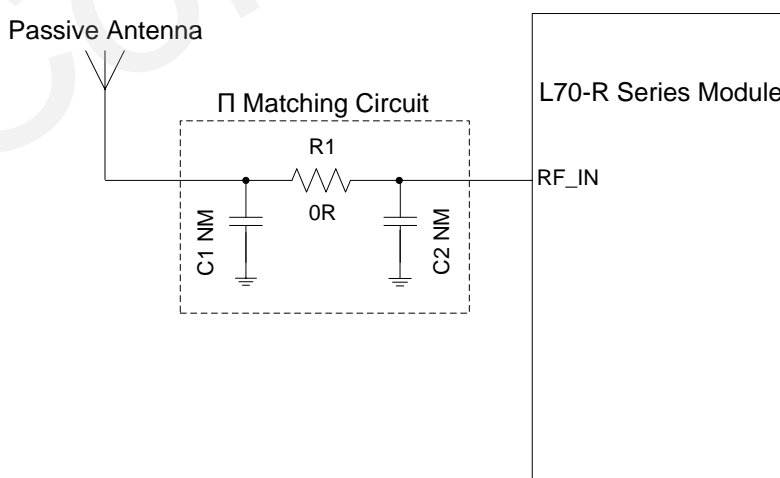 Passive Antenna
Π Matching Circuit
L70-R Series Module
R1
RF_IN
0R
C1 NM
C2 NM